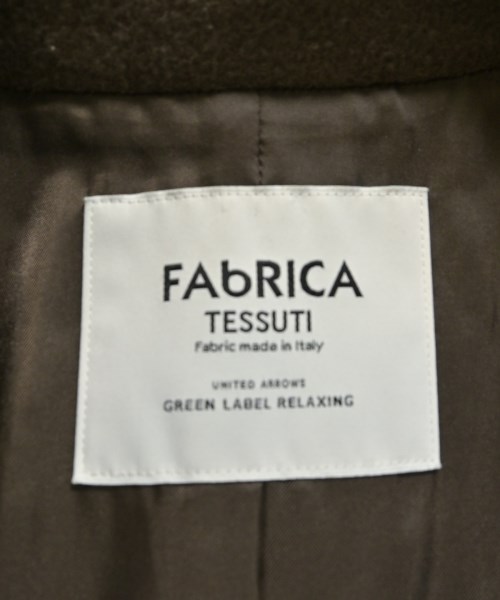 FAbRICA
TESSUTI
Fabric made in Italy
UNITED ARROWS
GREEN LABEL RELAXING